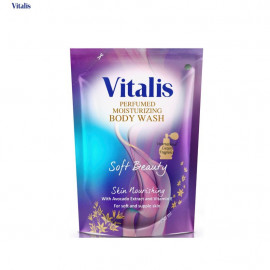 Vitalis
Vitalis
PERFUMED
MOISTURIZING
BODY WASH
Soft Beauty
Skin Nourishing
With Avocado Extract and Vitamin E
For soft and supple skin